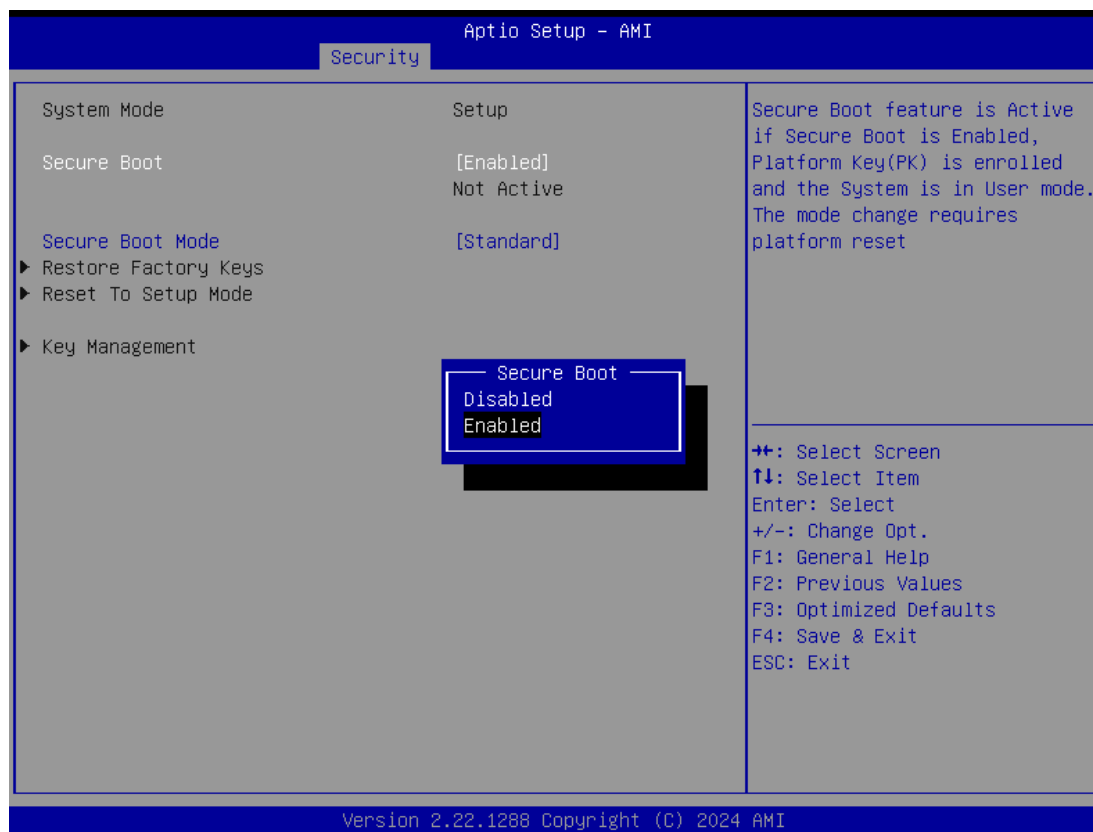 Aptio Setup – AMI
Security
System Mode Setup
Secure Boot [Enabled]
Not Active
Secure Boot Mode [Standard]
▶ Restore Factory Keys
▶ Reset To Setup Mode
▶ Key Management
Secure Boot
Disabled
Enabled
Secure Boot feature is Active
if Secure Boot is Enabled,
Platform Key(PK) is enrolled
and the System is in User mode.
The mode change requires
platform reset
→←: Select Screen
↑↓: Select Item
Enter: Select
+/-: Change Opt.
F1: General Help
F2: Previous Values
F3: Optimized Defaults
F4: Save & Exit
ESC: Exit
Version 2.22.1288 Copyright (C) 2024 AMI